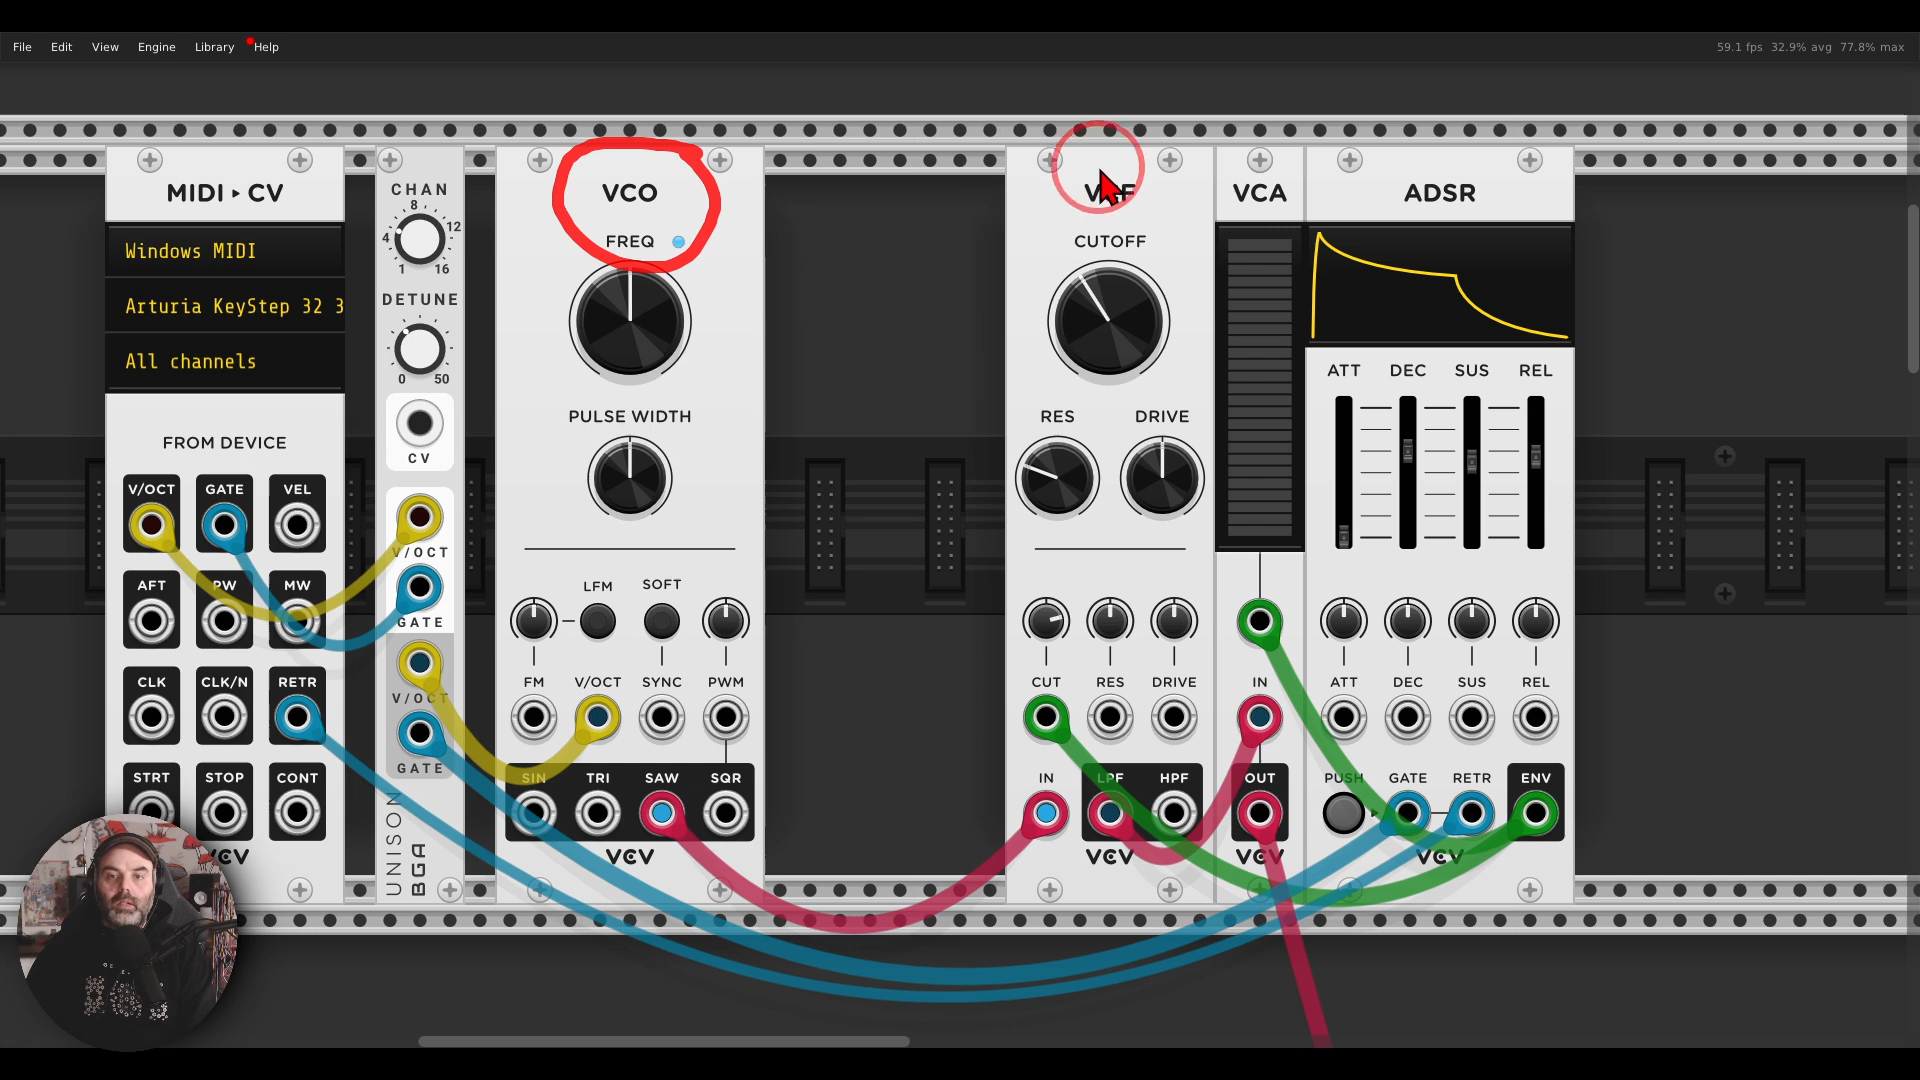 File Edit View Engine Library Help
59.1 fps 32.9% avg 77.8% max
MIDI ▸ CV
Windows MIDI
Arturia KeyStep 32 3
All channels
FROM DEVICE
V/OCT GATE VEL
AFT PW MW
CLK CLK/N RETR
STRT STOP CONT
VCV
CHAN
8
4 12
1 16
DETUNE
0 50
CV
V/OCT
GATE
V/OCT
GATE
UNISON
BGA
VCO
FREQ
PULSE WIDTH
LFM SOFT
FM V/OCT SYNC PWM
SIN TRI SAW SQR
VCV
VCF
CUTOFF
RES DRIVE
CUT RES DRIVE
IN LPF HPF
VCV
VCA
IN
OUT
VCV
ADSR
ATT DEC SUS REL
ATT DEC SUS REL
PUSH GATE RETR ENV
VCV